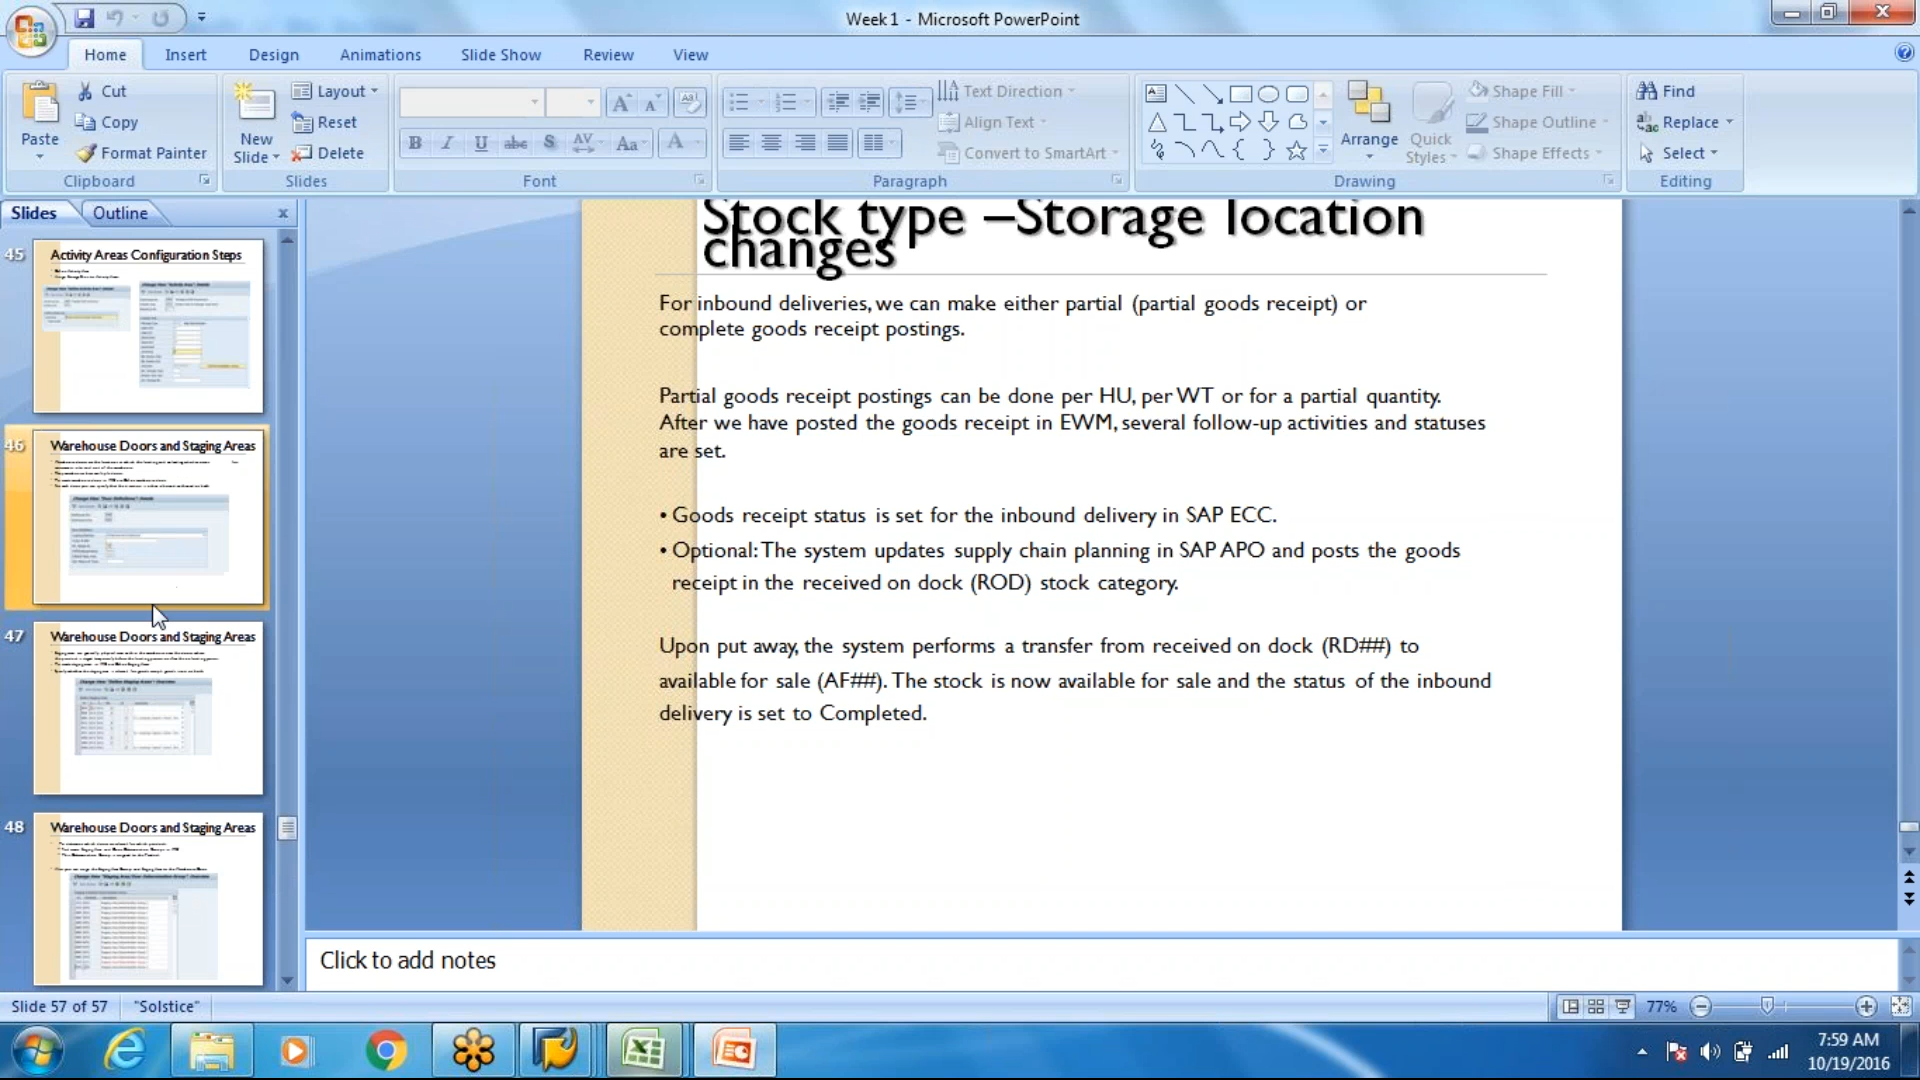 Week 1 - Microsoft PowerPoint
Home Insert Design Animations Slide Show Review View
Paste
Cut
Copy
Format Painter
Clipboard
New Slide
Layout
Reset
Delete
Slides
Font
Text Direction
Align Text
Convert to SmartArt
Paragraph
Arrange
Quick Styles
Shape Fill
Shape Outline
Shape Effects
Drawing
Find
Replace
Select
Editing
Slides Outline
45
Activity Areas Configuration Steps
46
Warehouse Doors and Staging Areas
47
Warehouse Doors and Staging Areas
48
Warehouse Doors and Staging Areas
Stock type –Storage location
changes
For inbound deliveries, we can make either partial (partial goods receipt) or
complete goods receipt postings.
Partial goods receipt postings can be done per HU, per WT or for a partial quantity.
After we have posted the goods receipt in EWM, several follow-up activities and statuses
are set.
• Goods receipt status is set for the inbound delivery in SAP ECC.
• Optional: The system updates supply chain planning in SAP APO and posts the goods
receipt in the received on dock (ROD) stock category.
Upon put away, the system performs a transfer from received on dock (RD##) to
available for sale (AF##). The stock is now available for sale and the status of the inbound
delivery is set to Completed.
Click to add notes
Slide 57 of 57 "Solstice" 77%
7:59 AM
10/19/2016